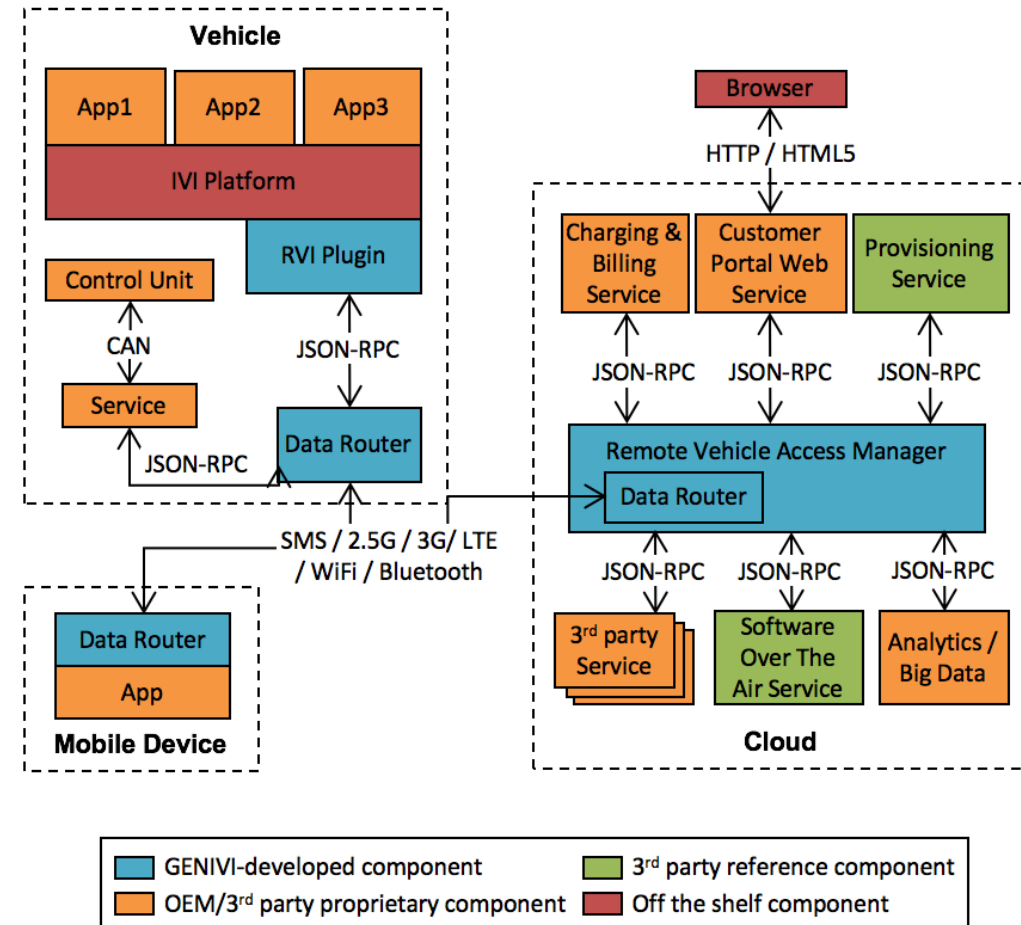 Vehicle
App1
App2
App3
IVI Platform
RVI Plugin
Control Unit
CAN
JSON-RPC
Service
Data Router
JSON-RPC
SMS / 2.5G / 3G/ LTE
/ WiFi / Bluetooth
Data Router
App
Mobile Device
Browser
HTTP / HTML5
Charging &
Billing
Service
Customer
Portal Web
Service
Provisioning
Service
JSON-RPC
JSON-RPC
JSON-RPC
Remote Vehicle Access Manager
Data Router
JSON-RPC
JSON-RPC
JSON-RPC
3rd party
Service
Software
Over The
Air Service
Analytics /
Big Data
Cloud
GENIVI-developed component
3rd party reference component
OEM/3rd party proprietary component
Off the shelf component